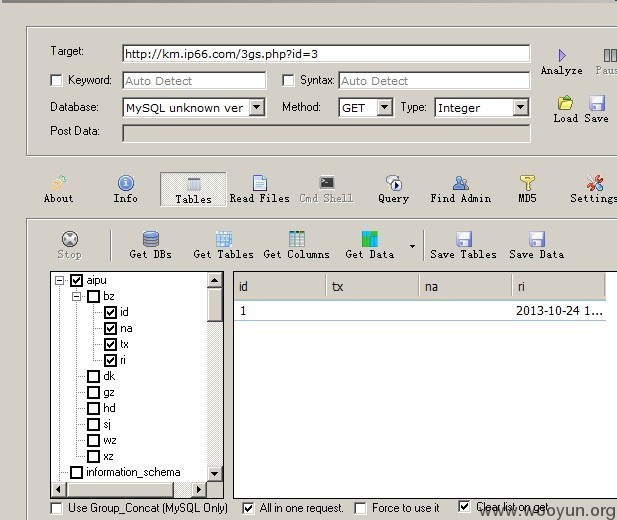 Target: http://km.ip66.com/3gs.php?id=3
Keyword: Auto Detect Syntax: Auto Detect
Analyze
Database: MySQL unknown ver Method: GET Type: Integer
Load Save
Post Data:
About Info Tables Read Files Cmd Shell Query Find Admin MD5 Settings
Stop Get DBs Get Tables Get Columns Get Data Save Tables Save Data
aipu
bz
id
na
tx
ri
dk
gz
hd
sj
wz
xz
information_schema
id tx na ri
1 2013-10-24 1...
Use Group_Concat (MySQL Only) All in one request. Force to use it Clear list on get
www.wooyun.org